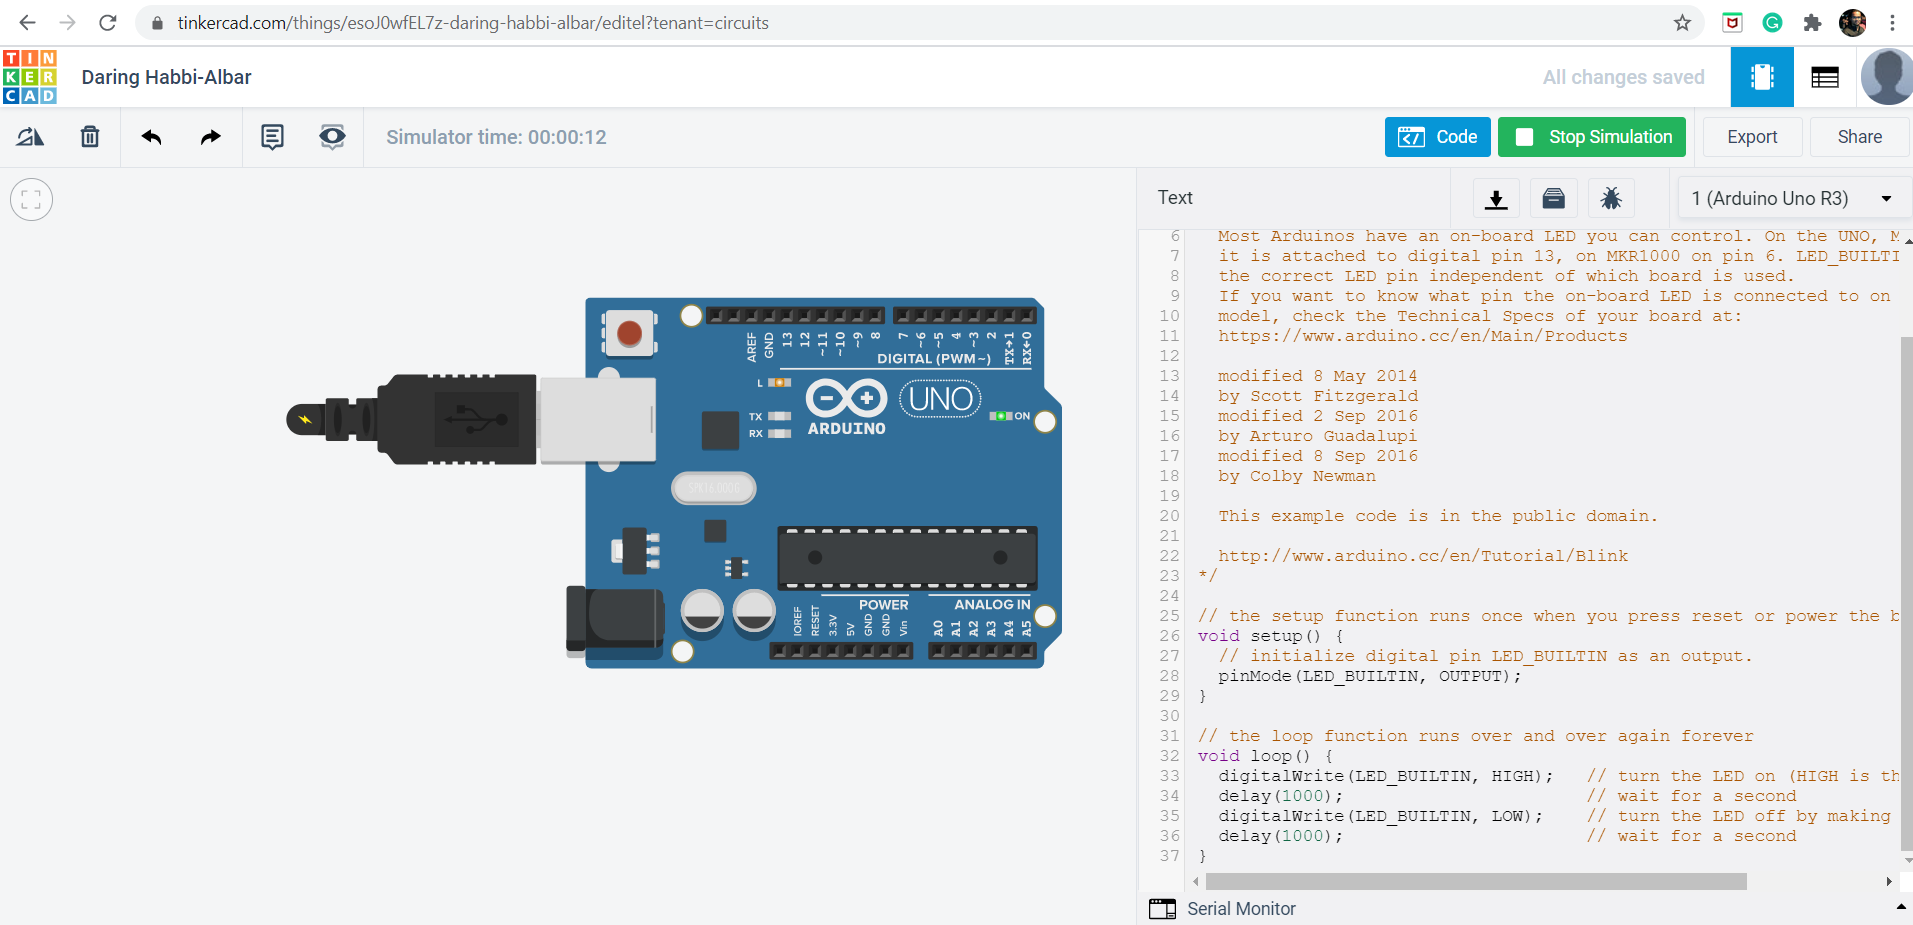 tinkercad.com/things/esoJ0wfEL7z-daring-habbi-albar/editel?tenant=circuits
TIN
KER
CAD
Daring Habbi-Albar
All changes saved
Simulator time: 00:00:12
Code
Stop Simulation
Export
Share
Text
1 (Arduino Uno R3)
AREF
GND
13
12
~11
~10
~9
8
7
~6
~5
4
~3
2
TX→1
RX←0
DIGITAL (PWM~)
L
TX
RX
ARDUINO
UNO
ON
POWER
ANALOG IN
IOREF
RESET
3.3V
5V
GND
GND
Vin
A0
A1
A2
A3
A4
A5
6 Most Arduinos have an on-board LED you can control. On the UNO, M
7 it is attached to digital pin 13, on MKR1000 on pin 6. LED_BUILTI
8 the correct LED pin independent of which board is used.
9 If you want to know what pin the on-board LED is connected to on
10 model, check the Technical Specs of your board at:
11 https://www.arduino.cc/en/Main/Products
12
13 modified 8 May 2014
14 by Scott Fitzgerald
15 modified 2 Sep 2016
16 by Arturo Guadalupi
17 modified 8 Sep 2016
18 by Colby Newman
19
20 This example code is in the public domain.
21
22 http://www.arduino.cc/en/Tutorial/Blink
23 */
24
25 // the setup function runs once when you press reset or power the b
26 void setup() {
27 // initialize digital pin LED_BUILTIN as an output.
28 pinMode(LED_BUILTIN, OUTPUT);
29 }
30
31 // the loop function runs over and over again forever
32 void loop() {
33 digitalWrite(LED_BUILTIN, HIGH); // turn the LED on (HIGH is th
34 delay(1000); // wait for a second
35 digitalWrite(LED_BUILTIN, LOW); // turn the LED off by making
36 delay(1000); // wait for a second
37 }
Serial Monitor